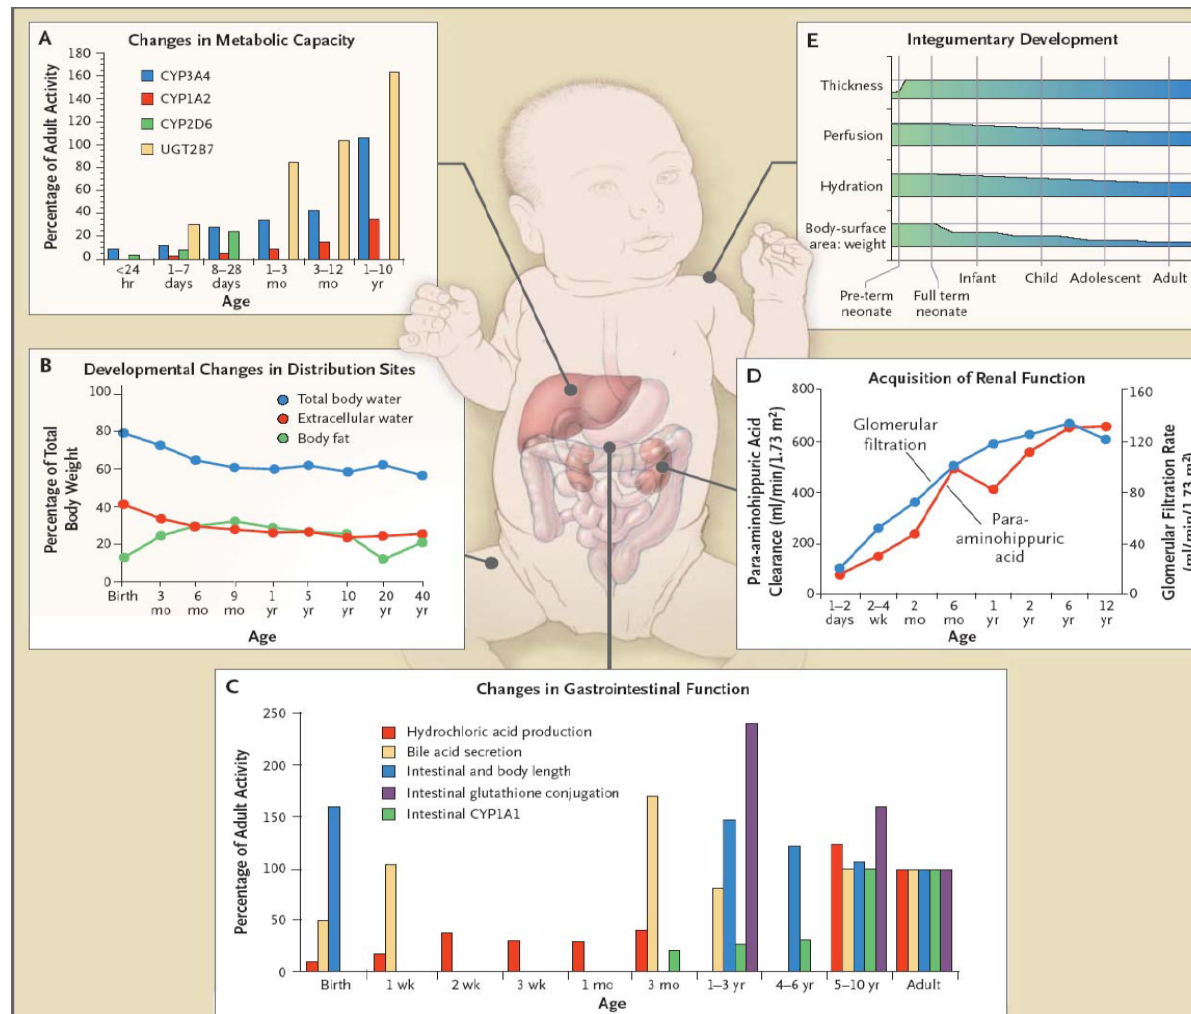 A
Changes in Metabolic Capacity
Percentage of Adult Activity
180
160
140
120
100
80
60
40
20
0
CYP3A4
CYP1A2
CYP2D6
UGT2B7
<24 hr
1–7 days
8–28 days
1–3 mo
3–12 mo
1–10 yr
Age
E
Integumentary Development
Thickness
Perfusion
Hydration
Body-surface
area: weight
Infant
Child
Adolescent
Adult
Pre-term
neonate
Full term
neonate
B
Developmental Changes in Distribution Sites
Percentage of Total
Body Weight
100
80
60
40
20
0
Total body water
Extracellular water
Body fat
Birth
3 mo
6 mo
9 mo
1 yr
5 yr
10 yr
20 yr
40 yr
Age
D
Acquisition of Renal Function
Para-aminohippuric Acid
Clearance (ml/min/1.73 m²)
800
600
400
200
0
Glomerular
filtration
Para-
aminohippuric
acid
160
120
80
40
0
Glomerular Filtration Rate
(ml/min/1.73 m²)
1–2 days
2–4 wk
2 mo
6 mo
1 yr
2 yr
6 yr
12 yr
Age
C
Changes in Gastrointestinal Function
Percentage of Adult Activity
250
200
150
100
50
0
Hydrochloric acid production
Bile acid secretion
Intestinal and body length
Intestinal glutathione conjugation
Intestinal CYP1A1
Birth
1 wk
2 wk
3 wk
1 mo
3 mo
1–3 yr
4–6 yr
5–10 yr
Adult
Age